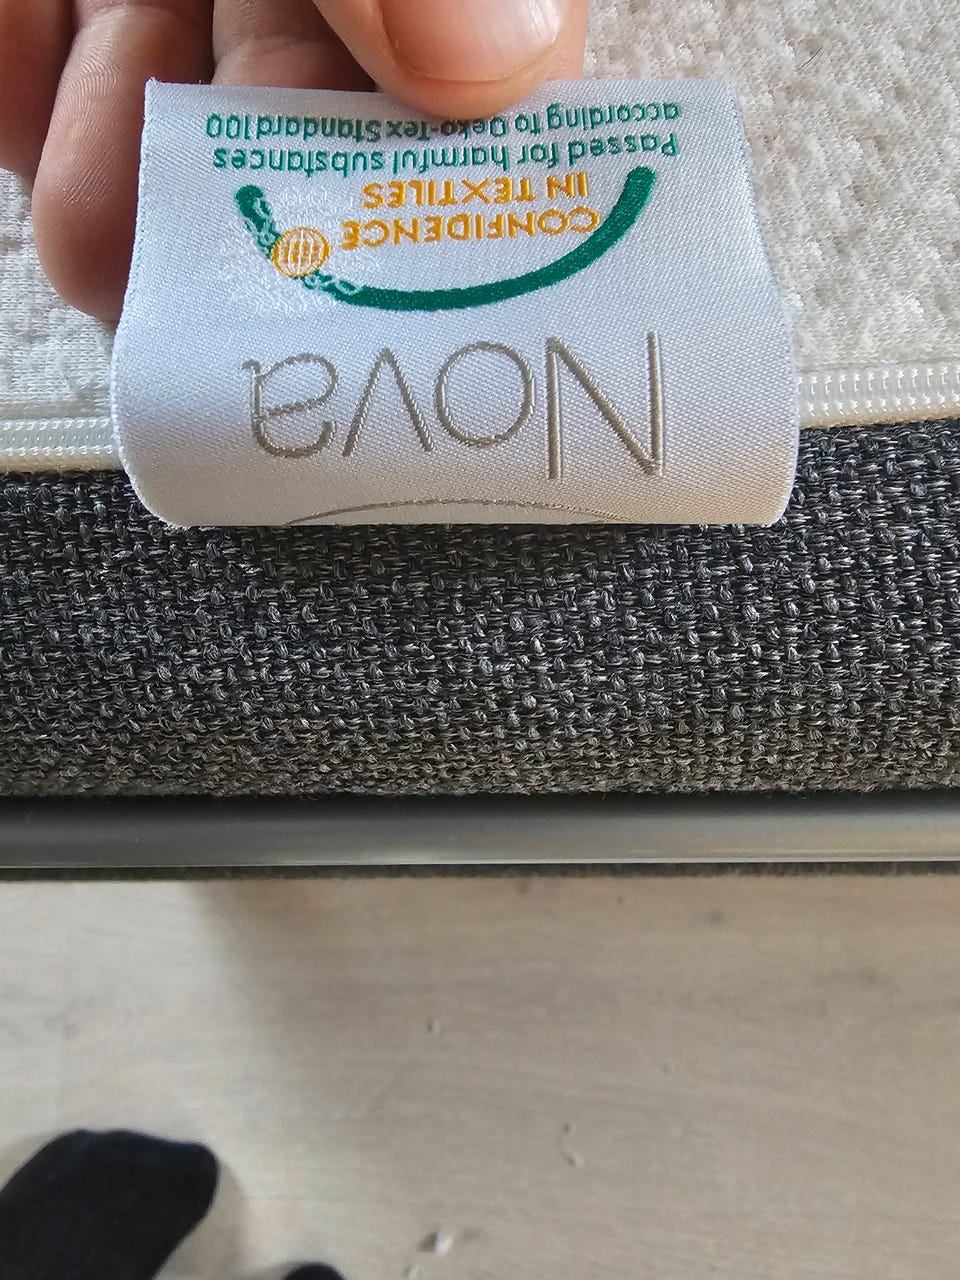 Nova
CONFIDENCE
IN TEXTILES
Passed for harmful substances
according to Oeko-Tex Standard 100